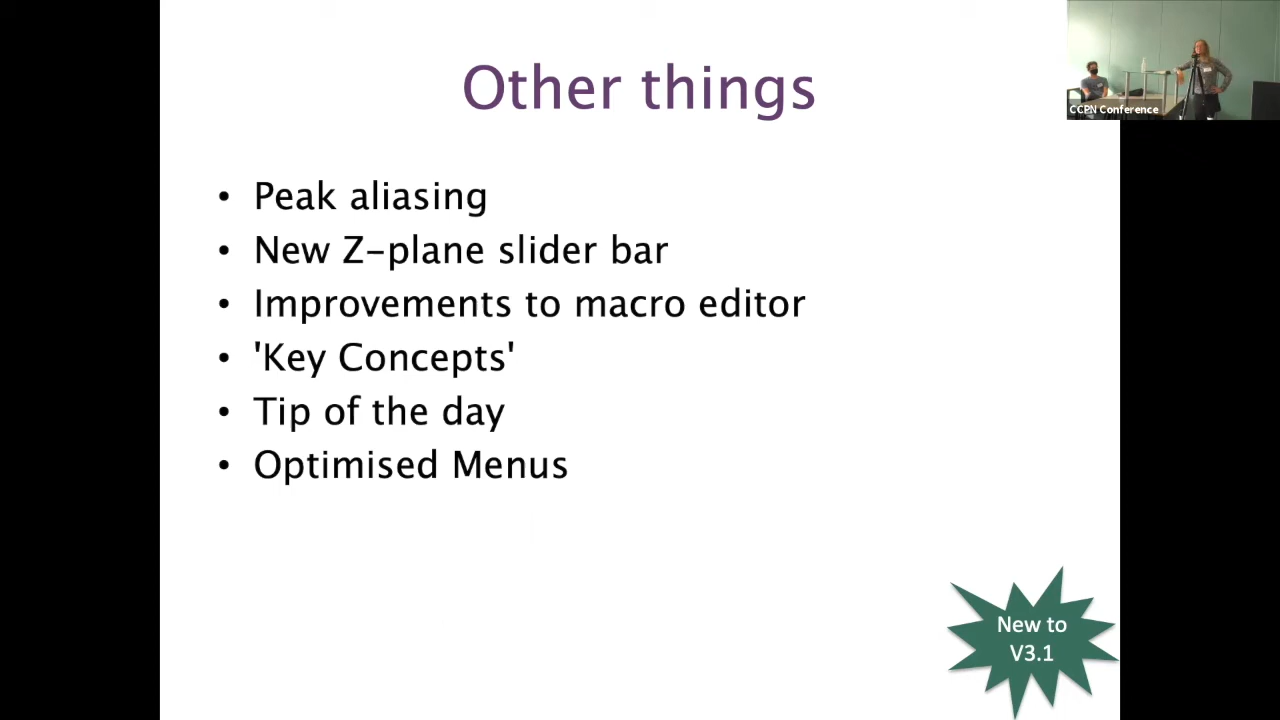 Other things
CCPN Conference
• Peak aliasing
• New Z-plane slider bar
• Improvements to macro editor
• 'Key Concepts'
• Tip of the day
• Optimised Menus
New to
V3.1